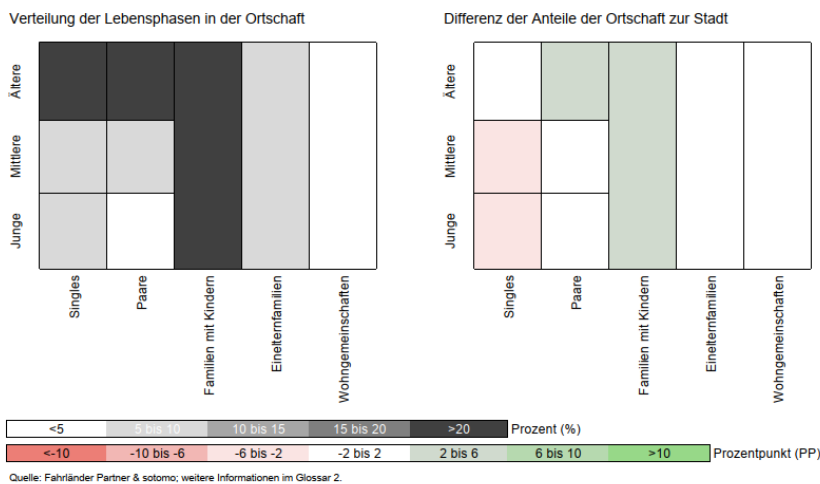 Verteilung der Lebensphasen in der Ortschaft
Differenz der Anteile der Ortschaft zur Stadt
Ältere
Mittlere
Junge
Singles
Paare
Familien mit Kindern
Einelternfamilien
Wohngemeinschaften
Ältere
Mittlere
Junge
Singles
Paare
Familien mit Kindern
Einelternfamilien
Wohngemeinschaften
<5 5 bis 10 10 bis 15 15 bis 20 >20 Prozent (%)
<-10 -10 bis -6 -6 bis -2 -2 bis 2 2 bis 6 6 bis 10 >10 Prozentpunkt (PP)
Quelle: Fahrländer Partner & sotomo; weitere Informationen im Glossar 2.